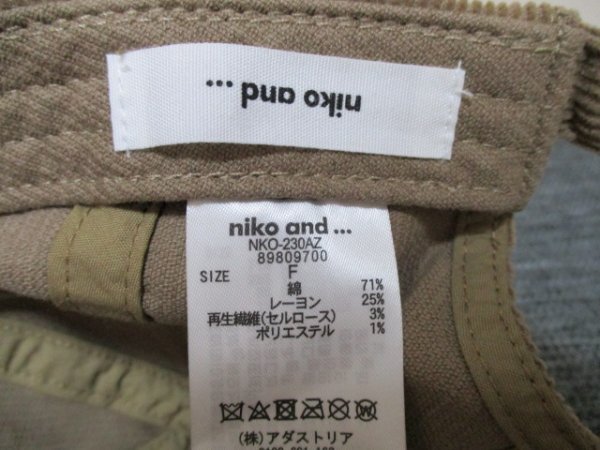 niko and ...
niko and ...
NKO-230AZ
89809700
SIZE F
綿 71%
レーヨン 25%
再生繊維(セルロース) 3%
ポリエステル 1%
(株)アダストリア